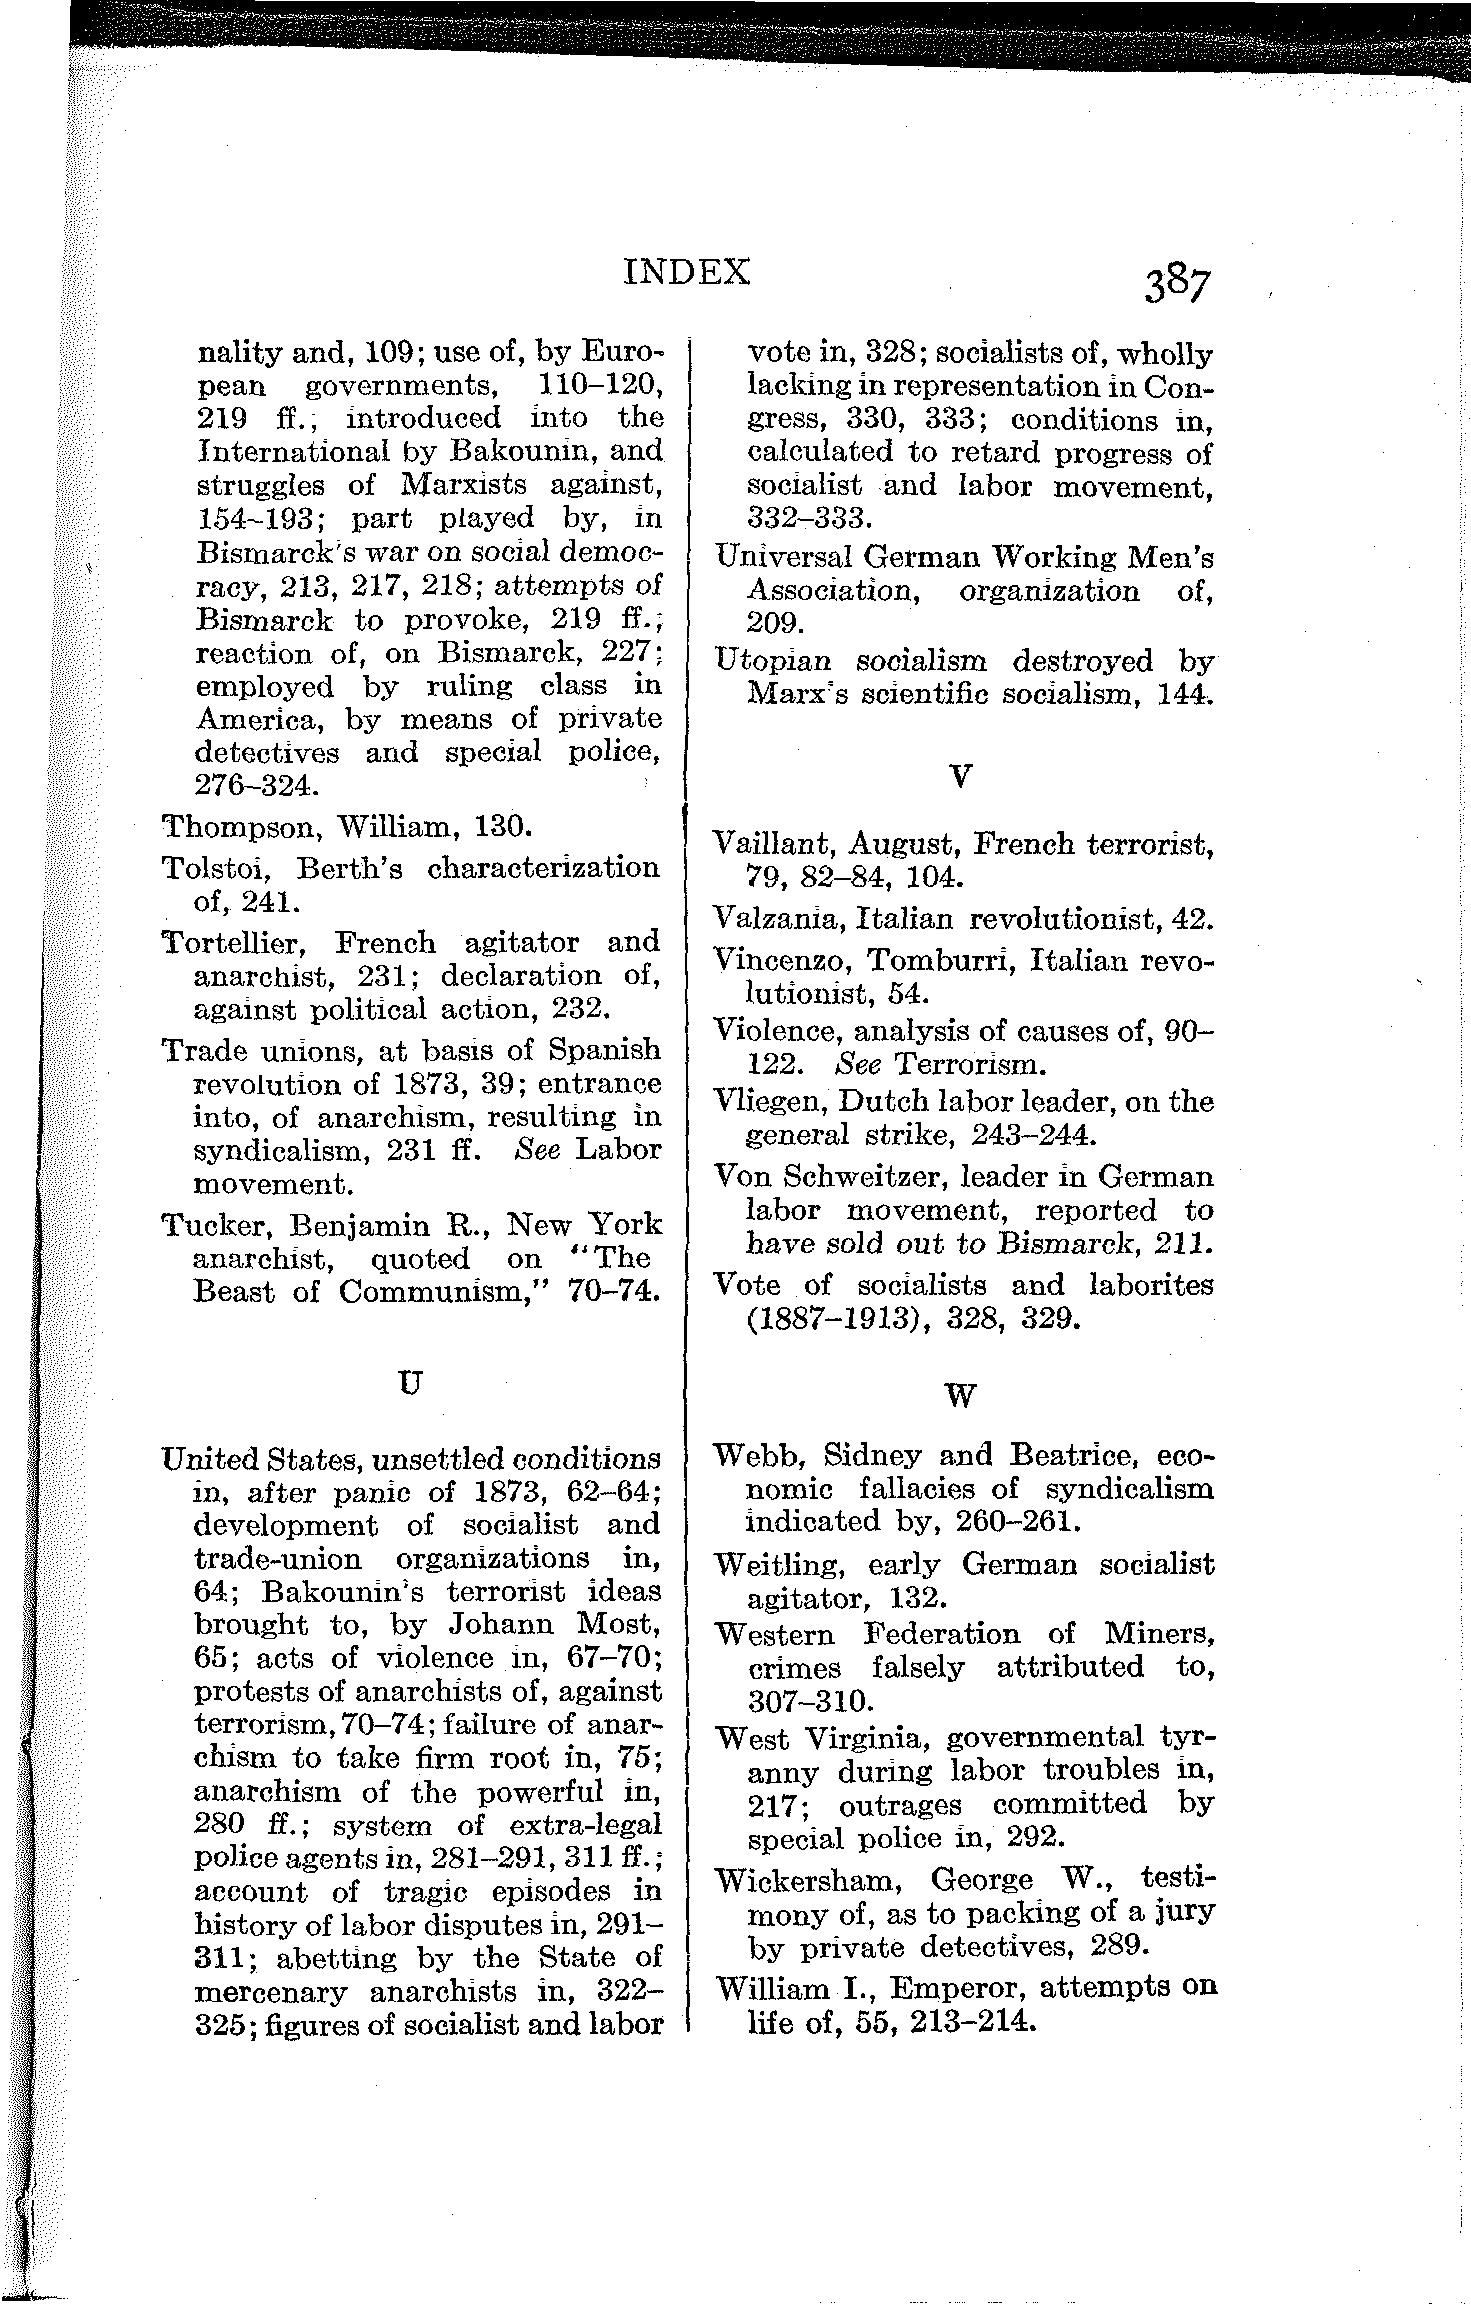 INDEX
387
nality and, 109; use of, by Euro-
pean governments, 110–120,
219 ff.; introduced into the
International by Bakounin, and
struggles of Marxists against,
154–193; part played by, in
Bismarck's war on social democ-
racy, 213, 217, 218; attempts of
Bismarck to provoke, 219 ff.;
reaction of, on Bismarck, 227;
employed by ruling class in
America, by means of private
detectives and special police,
276–324.
Thompson, William, 130.
Tolstoi, Berth's characterization
of, 241.
Tortellier, French agitator and
anarchist, 231; declaration of,
against political action, 232.
Trade unions, at basis of Spanish
revolution of 1873, 39; entrance
into, of anarchism, resulting in
syndicalism, 231 ff. See Labor
movement.
Tucker, Benjamin R., New York
anarchist, quoted on "The
Beast of Communism," 70–74.
U
United States, unsettled conditions
in, after panic of 1873, 62–64;
development of socialist and
trade-union organizations in,
64; Bakounin's terrorist ideas
brought to, by Johann Most,
65; acts of violence in, 67–70;
protests of anarchists of, against
terrorism, 70–74; failure of anar-
chism to take firm root in, 75;
anarchism of the powerful in,
280 ff.; system of extra-legal
police agents in, 281–291, 311 ff.;
account of tragic episodes in
history of labor disputes in, 291–
311; abetting by the State of
mercenary anarchists in, 322–
325; figures of socialist and labor
vote in, 328; socialists of, wholly
lacking in representation in Con-
gress, 330, 333; conditions in,
calculated to retard progress of
socialist and labor movement,
332–333.
Universal German Working Men's
Association, organization of,
209.
Utopian socialism destroyed by
Marx's scientific socialism, 144.
V
Vaillant, August, French terrorist,
79, 82–84, 104.
Valzania, Italian revolutionist, 42.
Vincenzo, Tomburri, Italian revo-
lutionist, 54.
Violence, analysis of causes of, 90–
122. See Terrorism.
Vliegen, Dutch labor leader, on the
general strike, 243–244.
Von Schweitzer, leader in German
labor movement, reported to
have sold out to Bismarck, 211.
Vote of socialists and laborites
(1887–1913), 328, 329.
W
Webb, Sidney and Beatrice, eco-
nomic fallacies of syndicalism
indicated by, 260–261.
Weitling, early German socialist
agitator, 132.
Western Federation of Miners,
crimes falsely attributed to,
307–310.
West Virginia, governmental tyr-
anny during labor troubles in,
217; outrages committed by
special police in, 292.
Wickersham, George W., testi-
mony of, as to packing of a jury
by private detectives, 289.
William I., Emperor, attempts on
life of, 55, 213–214.